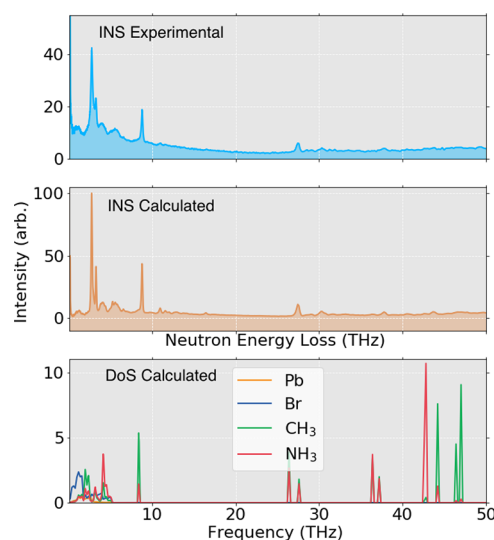 INS Experimental
40
20
0
INS Calculated
100
50
0
Intensity (arb.)
Neutron Energy Loss (THz)
DoS Calculated
10
5
0
Pb
Br
CH₃
NH₃
10 20 30 40 50
Frequency (THz)